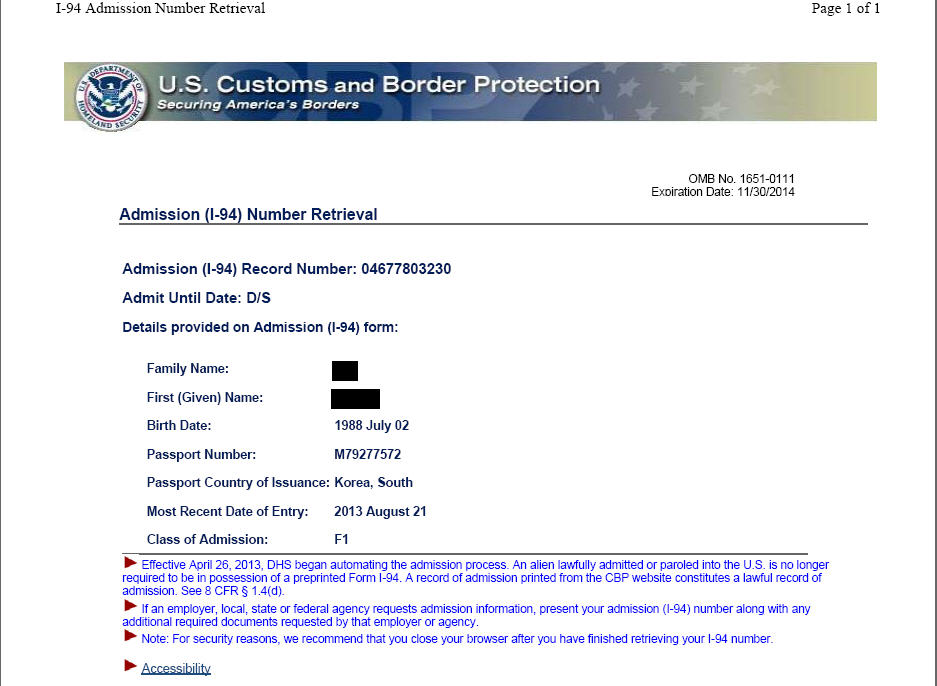 I-94 Admission Number Retrieval Page 1 of 1
U.S. DEPARTMENT OF HOMELAND SECURITY
U.S. Customs and Border Protection
Securing America's Borders
OMB No. 1651-0111
Expiration Date: 11/30/2014
Admission (I-94) Number Retrieval
Admission (I-94) Record Number: 04677803230
Admit Until Date: D/S
Details provided on Admission (I-94) form:
Family Name:
First (Given) Name:
Birth Date: 1988 July 02
Passport Number: M79277572
Passport Country of Issuance: Korea, South
Most Recent Date of Entry: 2013 August 21
Class of Admission: F1
Effective April 26, 2013, DHS began automating the admission process. An alien lawfully admitted or paroled into the U.S. is no longer
required to be in possession of a preprinted Form I-94. A record of admission printed from the CBP website constitutes a lawful record of
admission. See 8 CFR § 1.4(d).
If an employer, local, state or federal agency requests admission information, present your admission (I-94) number along with any
additional required documents requested by that employer or agency.
Note: For security reasons, we recommend that you close your browser after you have finished retrieving your I-94 number.
Accessibility